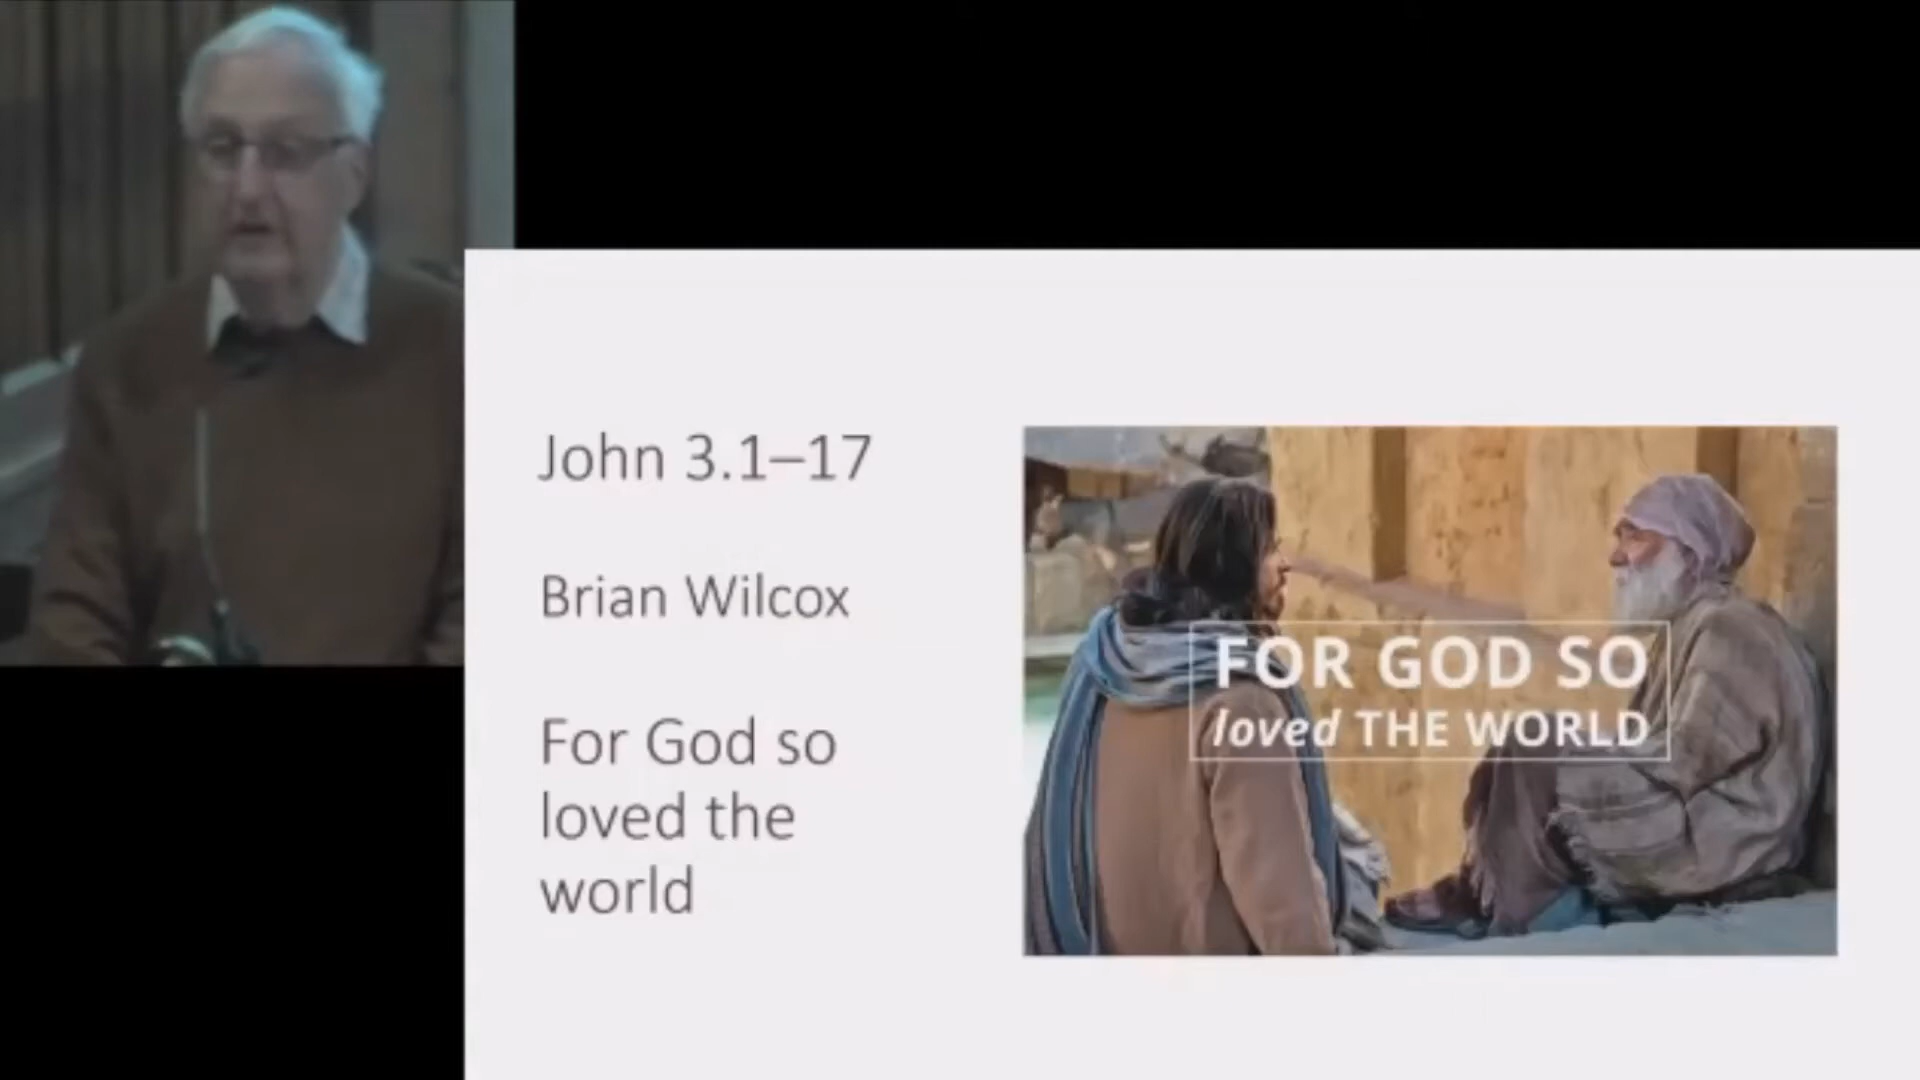 John 3.1–17
Brian Wilcox
For God so
loved the
world
FOR GOD SO
loved THE WORLD